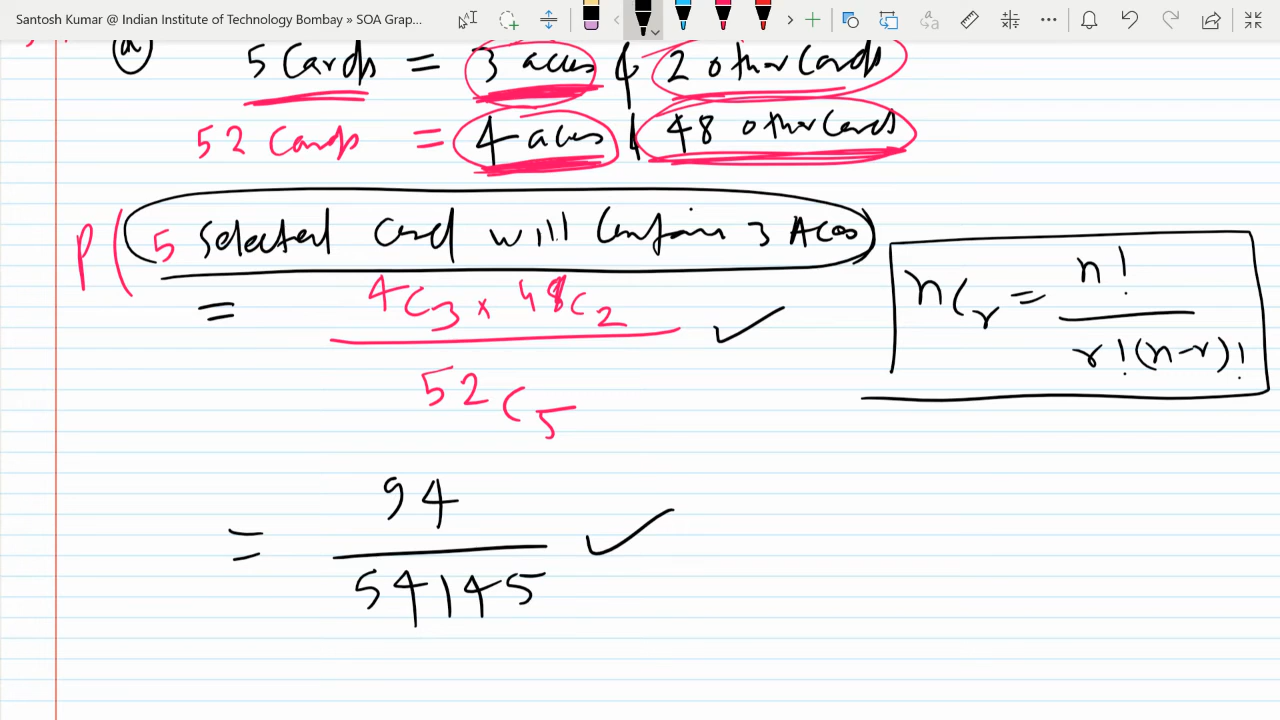 Santosh Kumar @ Indian Institute of Technology Bombay » SOA Grap...
(a) 5 Cards = 3 aces & 2 other Cards
52 Cards = 4 aces & 48 other Cards
P( 5 Selected Card will Contain 3 Aces )
= 4C3 x 48C2
52C5
nCr = n!
r!(n-r)!
= 94
54145